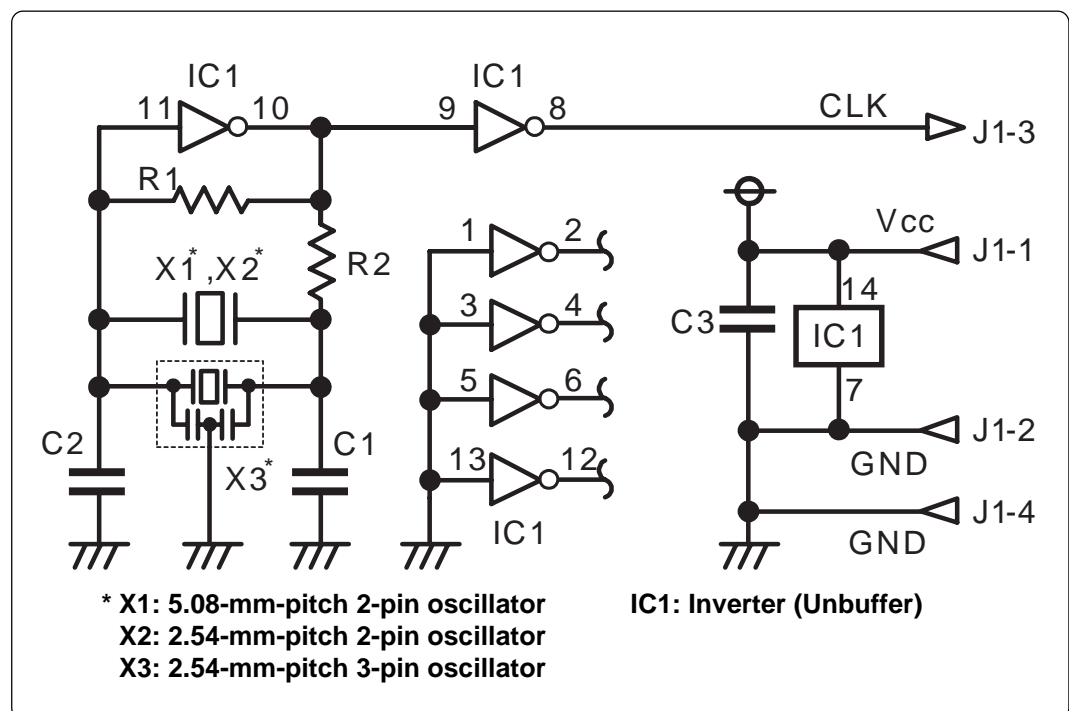 IC1
IC1
11
10
9
8
CLK
J1-3
R1
1
2
Vcc
J1-1
X1*,X2*
R2
3
4
C3
14
IC1
5
6
7
C2
C1
J1-2
X3*
13
12
GND
IC1
J1-4
GND
* X1: 5.08-mm-pitch 2-pin oscillator
IC1: Inverter (Unbuffer)
X2: 2.54-mm-pitch 2-pin oscillator
X3: 2.54-mm-pitch 3-pin oscillator